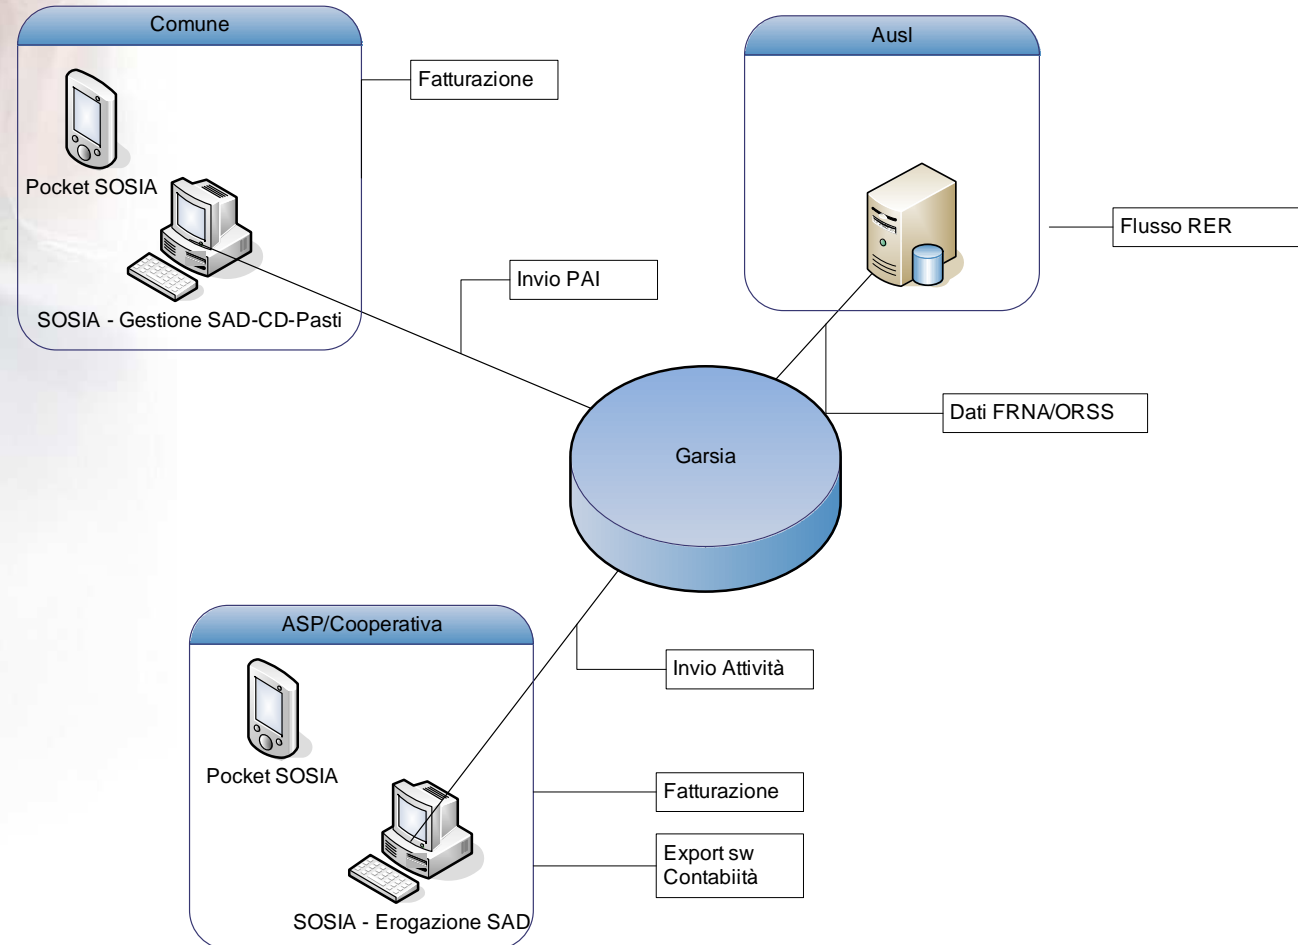 Comune
Ausl
Fatturazione
Pocket SOSIA
Flusso RER
Invio PAI
SOSIA - Gestione SAD-CD-Pasti
Dati FRNA/ORSS
Garsia
ASP/Cooperativa
Invio Attività
Pocket SOSIA
Fatturazione
Export sw
Contabiità
SOSIA - Erogazione SAD